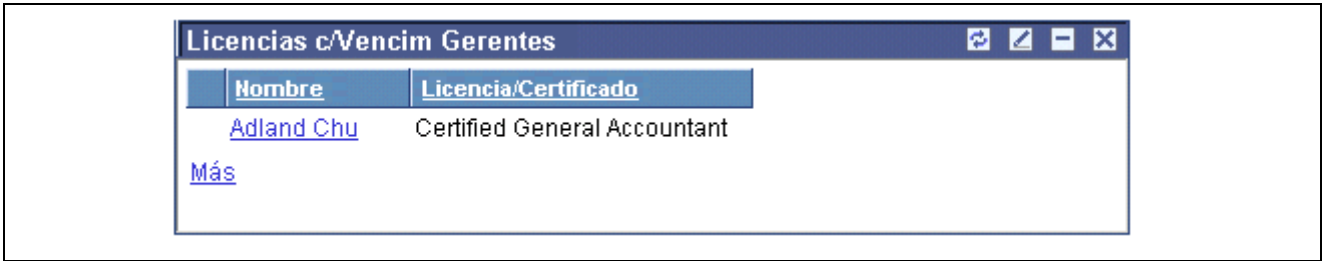 Licencias c/Vencim Gerentes
Nombre Licencia/Certificado
Adland Chu Certified General Accountant
Más